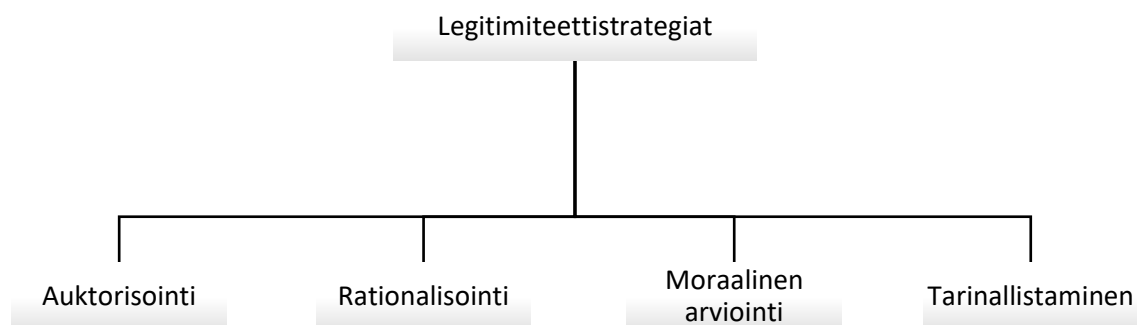 Legitimiteettistrategiat
Auktorisointi
Rationalisointi
Moraalinen
arviointi
Tarinallistaminen